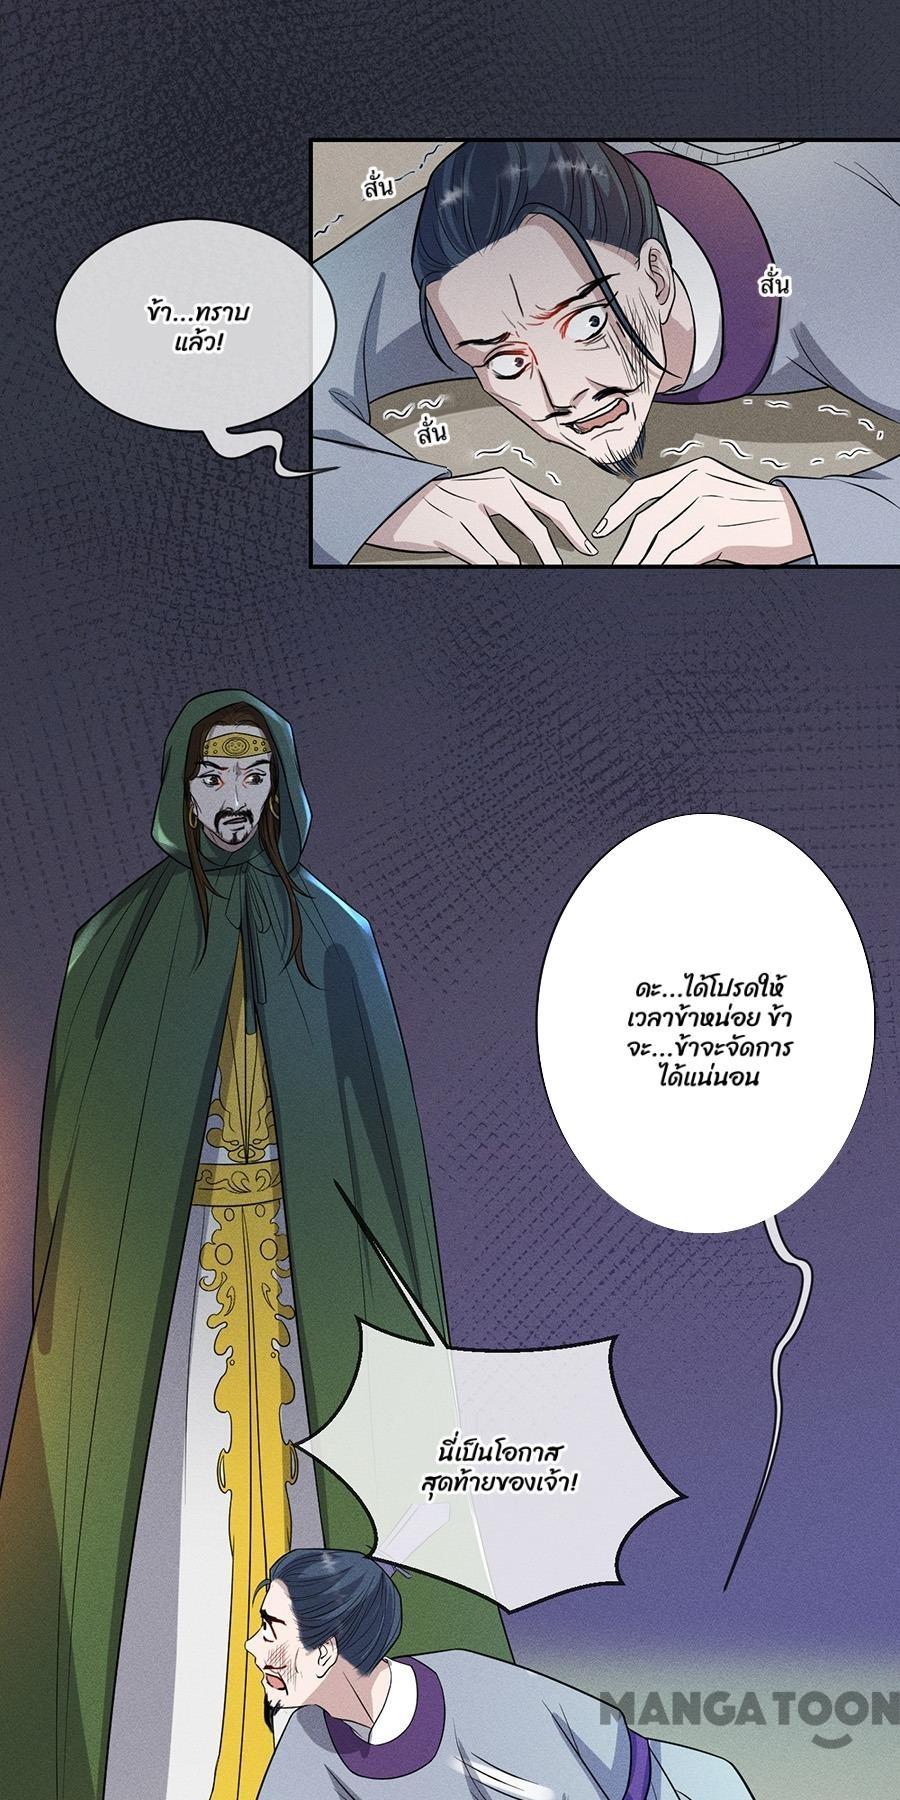 สั่น
สั่น
ข้า...ทราบ
แล้ว!
สั่น
ดะ...ได้โปรดให้
เวลาข้าหน่อย ข้า
จะ...ข้าจะจัดการ
ได้แน่นอน
นี่เป็นโอกาส
สุดท้ายของเจ้า!
MANGATOON